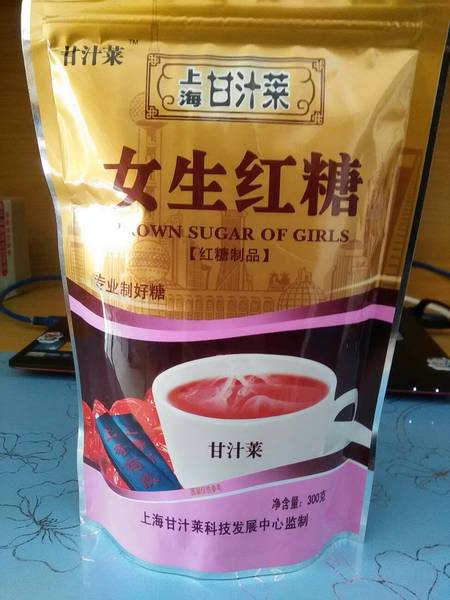 甘汁莱™
上海 甘汁莱
女生红糖
BROWN SUGAR OF GIRLS
【红糖制品】
专业制好糖
甘汁莱
净含量：300克
上海甘汁莱科技发展中心监制